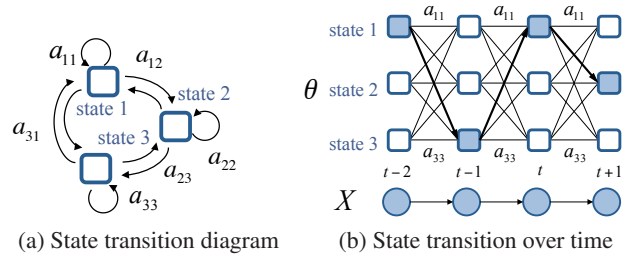 a₁₁
a₁₂
state 2
state 1
a₃₁
state 3
a₂₂
a₂₃
a₃₃
(a) State transition diagram
a₁₁ a₁₁ a₁₁
state 1
θ state 2
state 3
a₃₃ a₃₃ a₃₃
t − 2 t − 1 t t + 1
X
(b) State transition over time